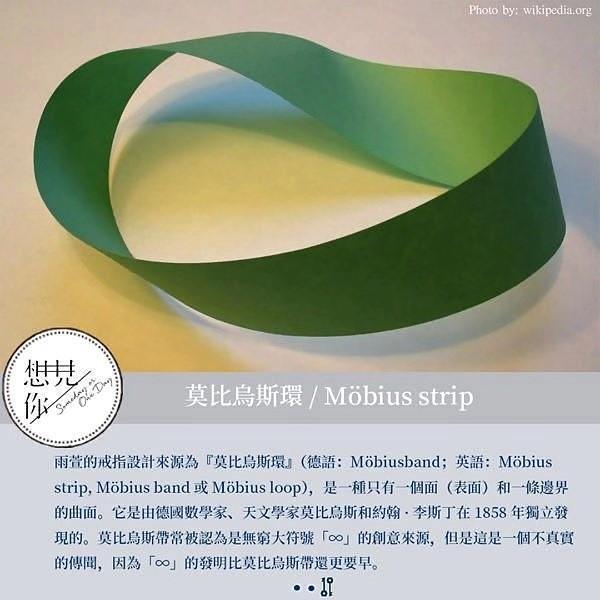 Photo by: wikipedia.org
想見你
Someday or One Day
莫比烏斯環 / Möbius strip
雨萱的戒指設計來源為『莫比烏斯環』（德語：Möbiusband；英語：Möbius
strip, Möbius band 或 Möbius loop），是一種只有一個面（表面）和一條邊界
的曲面。它是由德國數學家、天文學家莫比烏斯和約翰 · 李斯丁在 1858 年獨立發
現的。莫比烏斯帶常被認為是無窮大符號「∞」的創意來源，但是這是一個不真實
的傳聞，因為「∞」的發明比莫比烏斯帶還更要早。